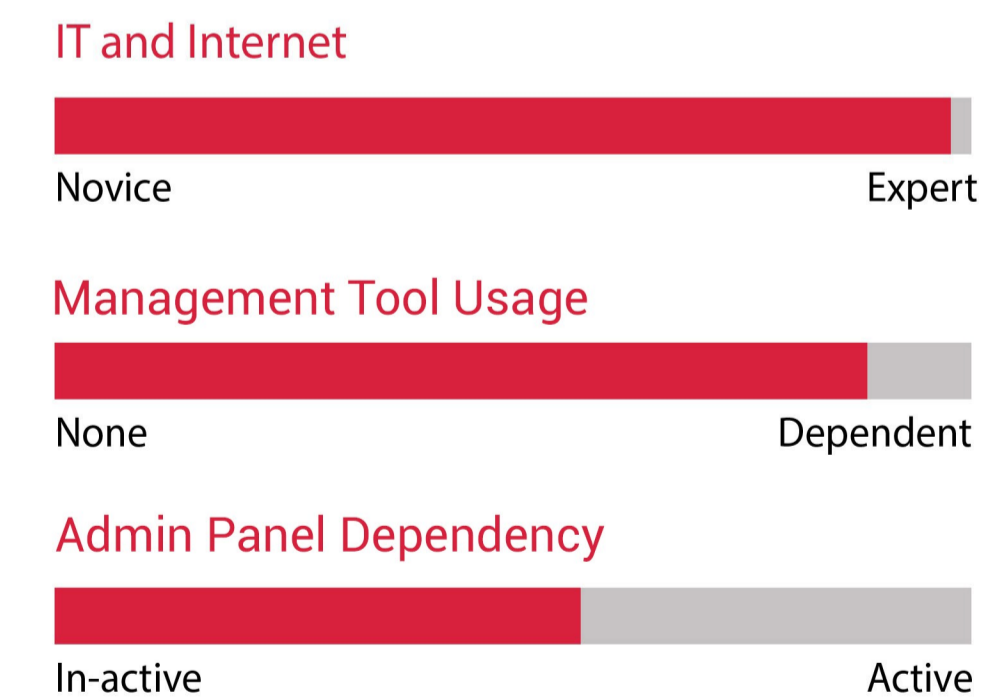 IT and Internet
Novice Expert
Management Tool Usage
None Dependent
Admin Panel Dependency
In-active Active